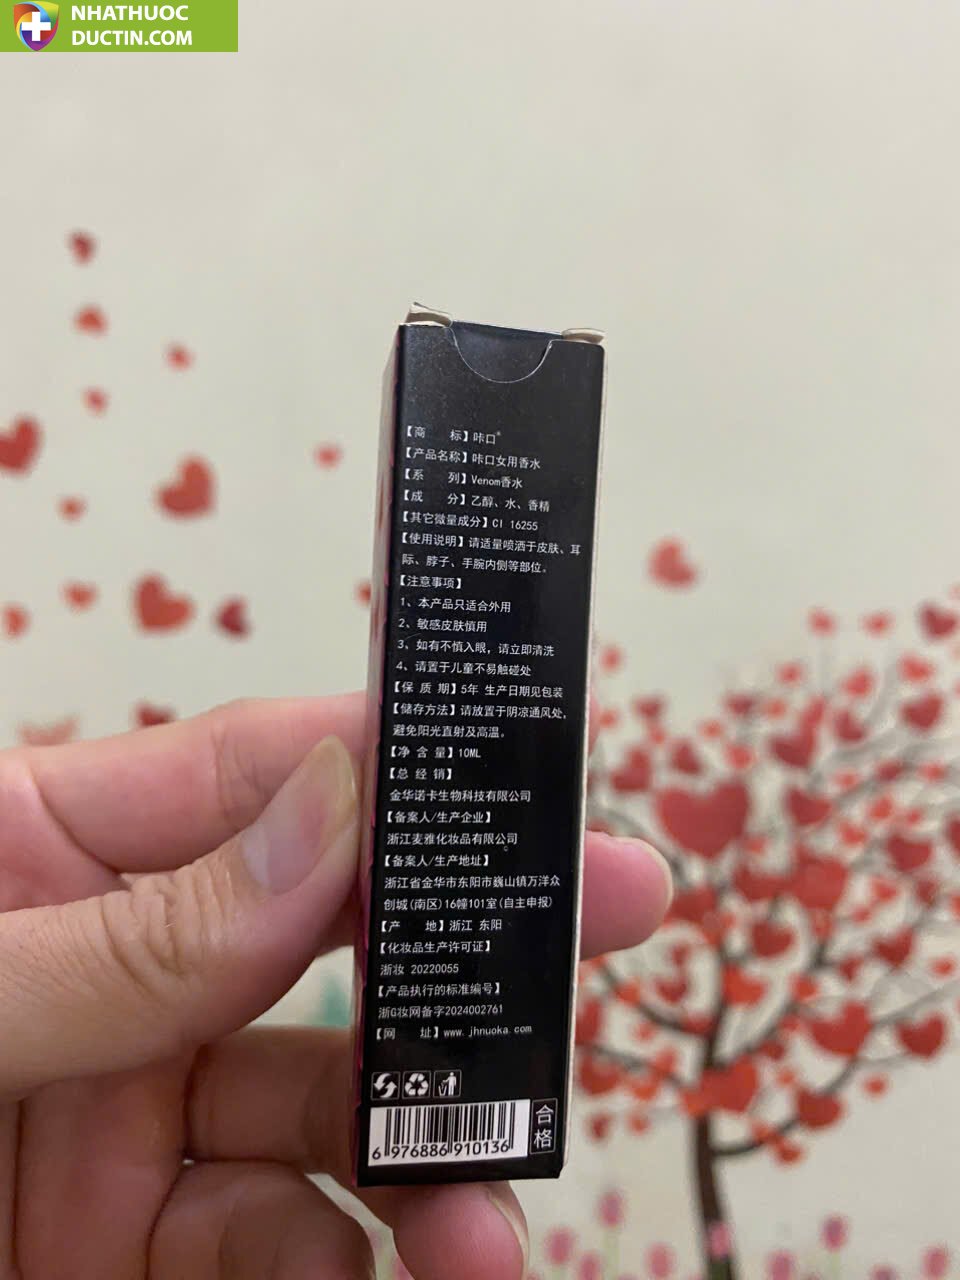 NHATHUOC
DUCTIN.COM
【商 标】咔口®
【产品名称】咔口女用香水
【系 列】Venom香水
【成 分】乙醇、水、香精
【其它微量成分】CI 16255
【使用说明】请适量喷洒于皮肤、耳
际、脖子、手腕内侧等部位。
【注意事项】
1、本产品只适合外用
2、敏感皮肤慎用
3、如有不慎入眼，请立即清洗
4、请置于儿童不易触碰处
【保 质 期】5年 生产日期见包装
【储存方法】请放置于阴凉通风处，
避免阳光直射及高温。
【净 含 量】10ML
【总 经 销】
金华诺卡生物科技有限公司
【备案人/生产企业】
浙江麦雅化妆品有限公司
【备案人/生产地址】
浙江省金华市东阳市巍山镇万洋众
创城(南区)16幢101室(自主申报)
【产 地】浙江 东阳
【化妆品生产许可证】
浙妆 20220055
【产品执行的标准编号】
浙G妆网备字2024002761
【网 址】www.jhnuoka.com
合格
6 976886 910136